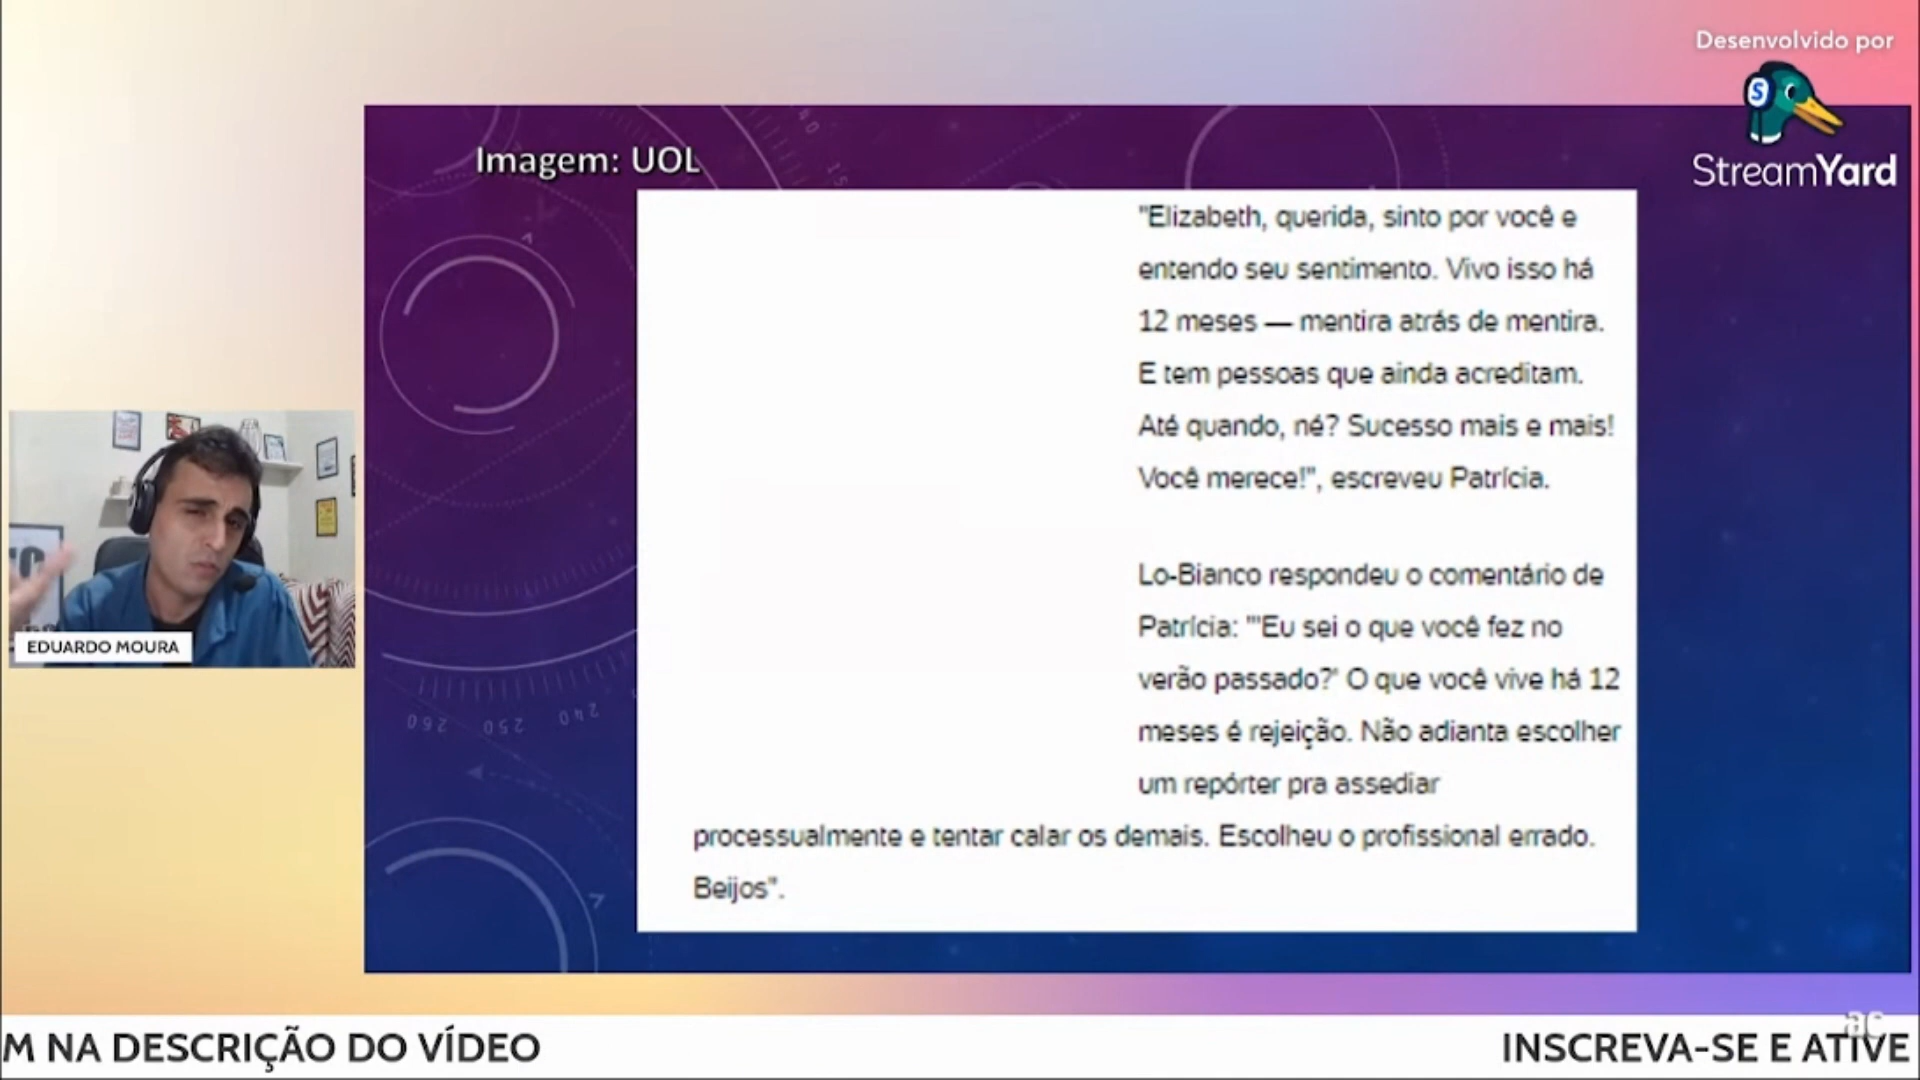 Desenvolvido por
StreamYard
Imagem: UOL
"Elizabeth, querida, sinto por você e
entendo seu sentimento. Vivo isso há
12 meses — mentira atrás de mentira.
E tem pessoas que ainda acreditam.
Até quando, né? Sucesso mais e mais!
Você merece!", escreveu Patrícia.
Lo-Bianco respondeu o comentário de
Patrícia: "'Eu sei o que você fez no
verão passado?' O que você vive há 12
meses é rejeição. Não adianta escolher
um repórter pra assediar
processualmente e tentar calar os demais. Escolheu o profissional errado.
Beijos".
EDUARDO MOURA
260 250 240
M NA DESCRIÇÃO DO VÍDEO
INSCREVA-SE E ATIVE